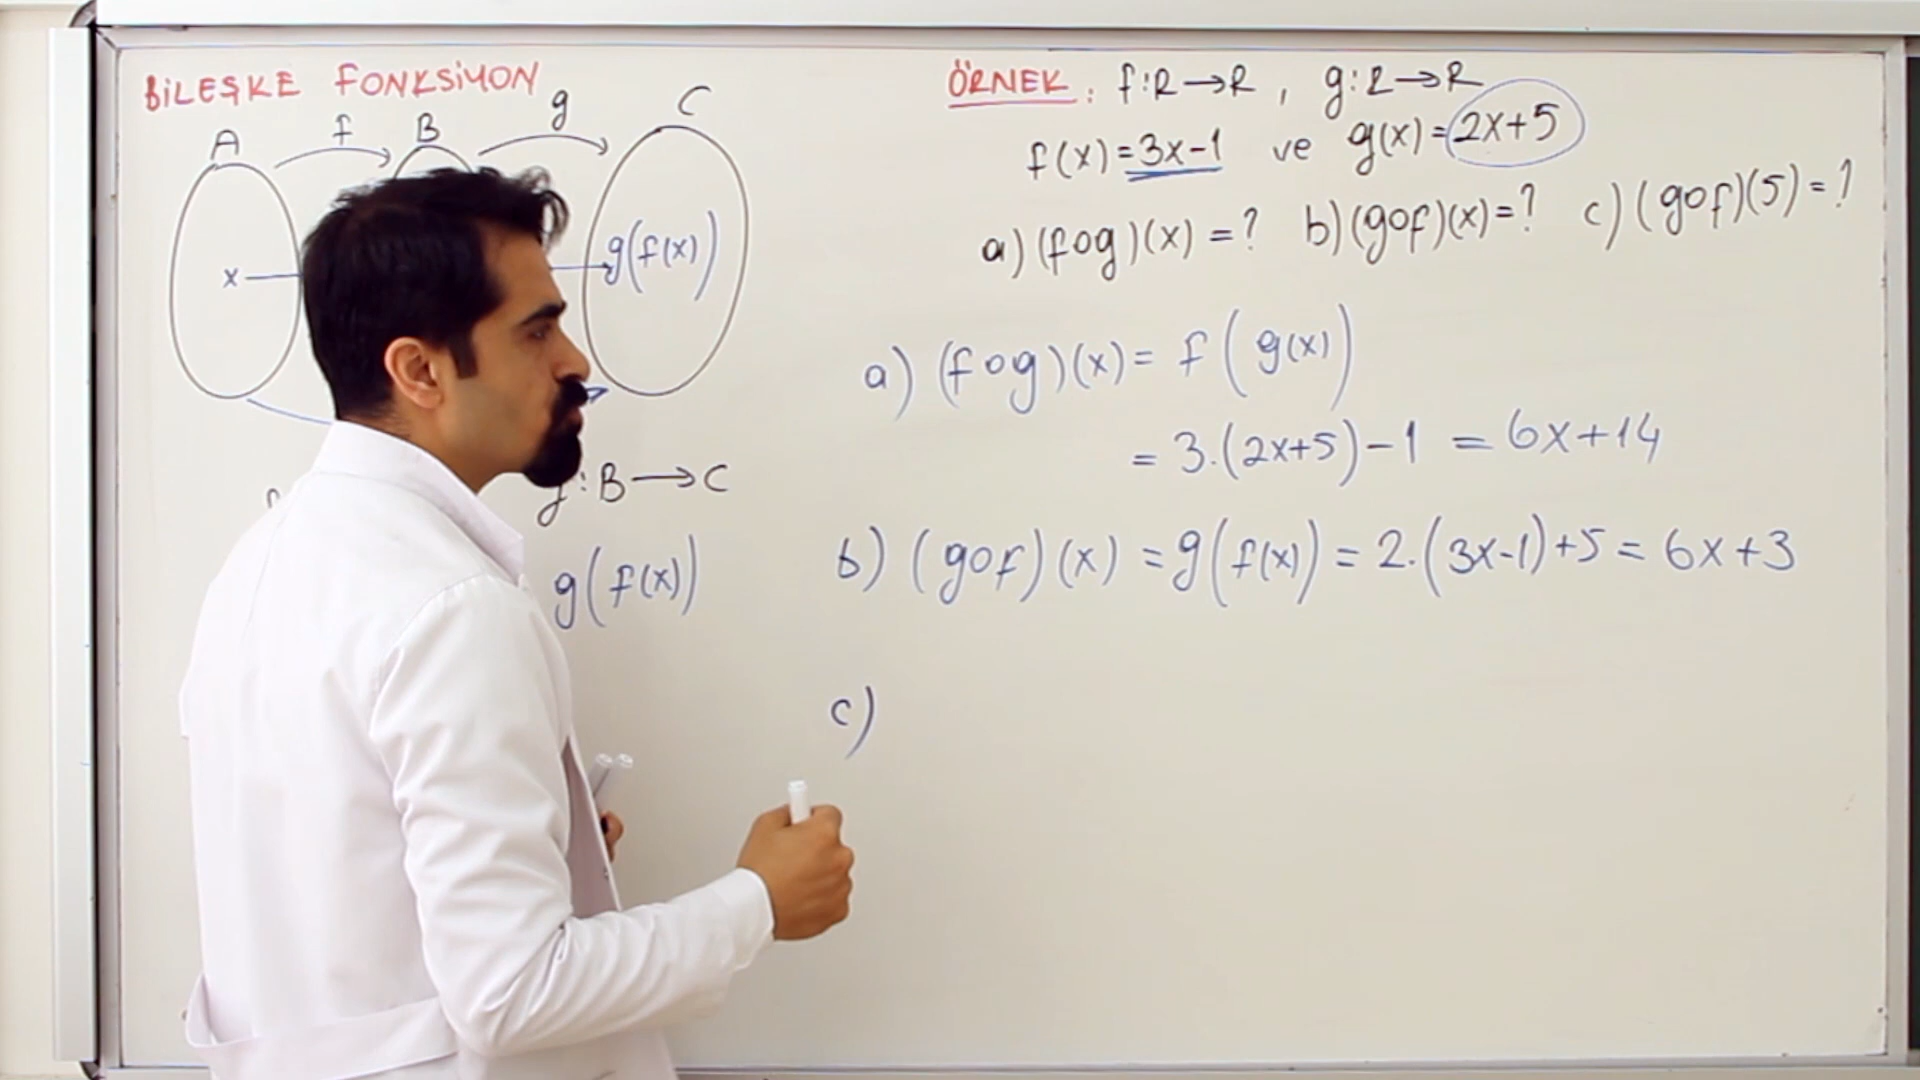 BİLEŞKE FONKSİYON
A f B g C
x g(f(x))
g:B→C
g(f(x))
ÖRNEK: f:R→R, g:R→R
f(x)=3x-1 ve g(x)=2x+5
a)(fog)(x)=? b)(gof)(x)=? c)(gof)(5)=?
a) (fog)(x)= f(g(x))
= 3.(2x+5)-1 = 6x+14
b) (gof)(x) = g(f(x)) = 2.(3x-1)+5 = 6x+3
c)